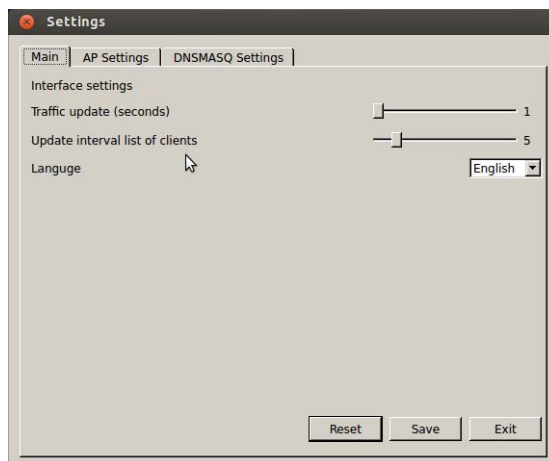 Settings
Main AP Settings DNSMASQ Settings
Interface settings
Traffic update (seconds) 1
Update interval list of clients 5
Languge English
Reset Save Exit